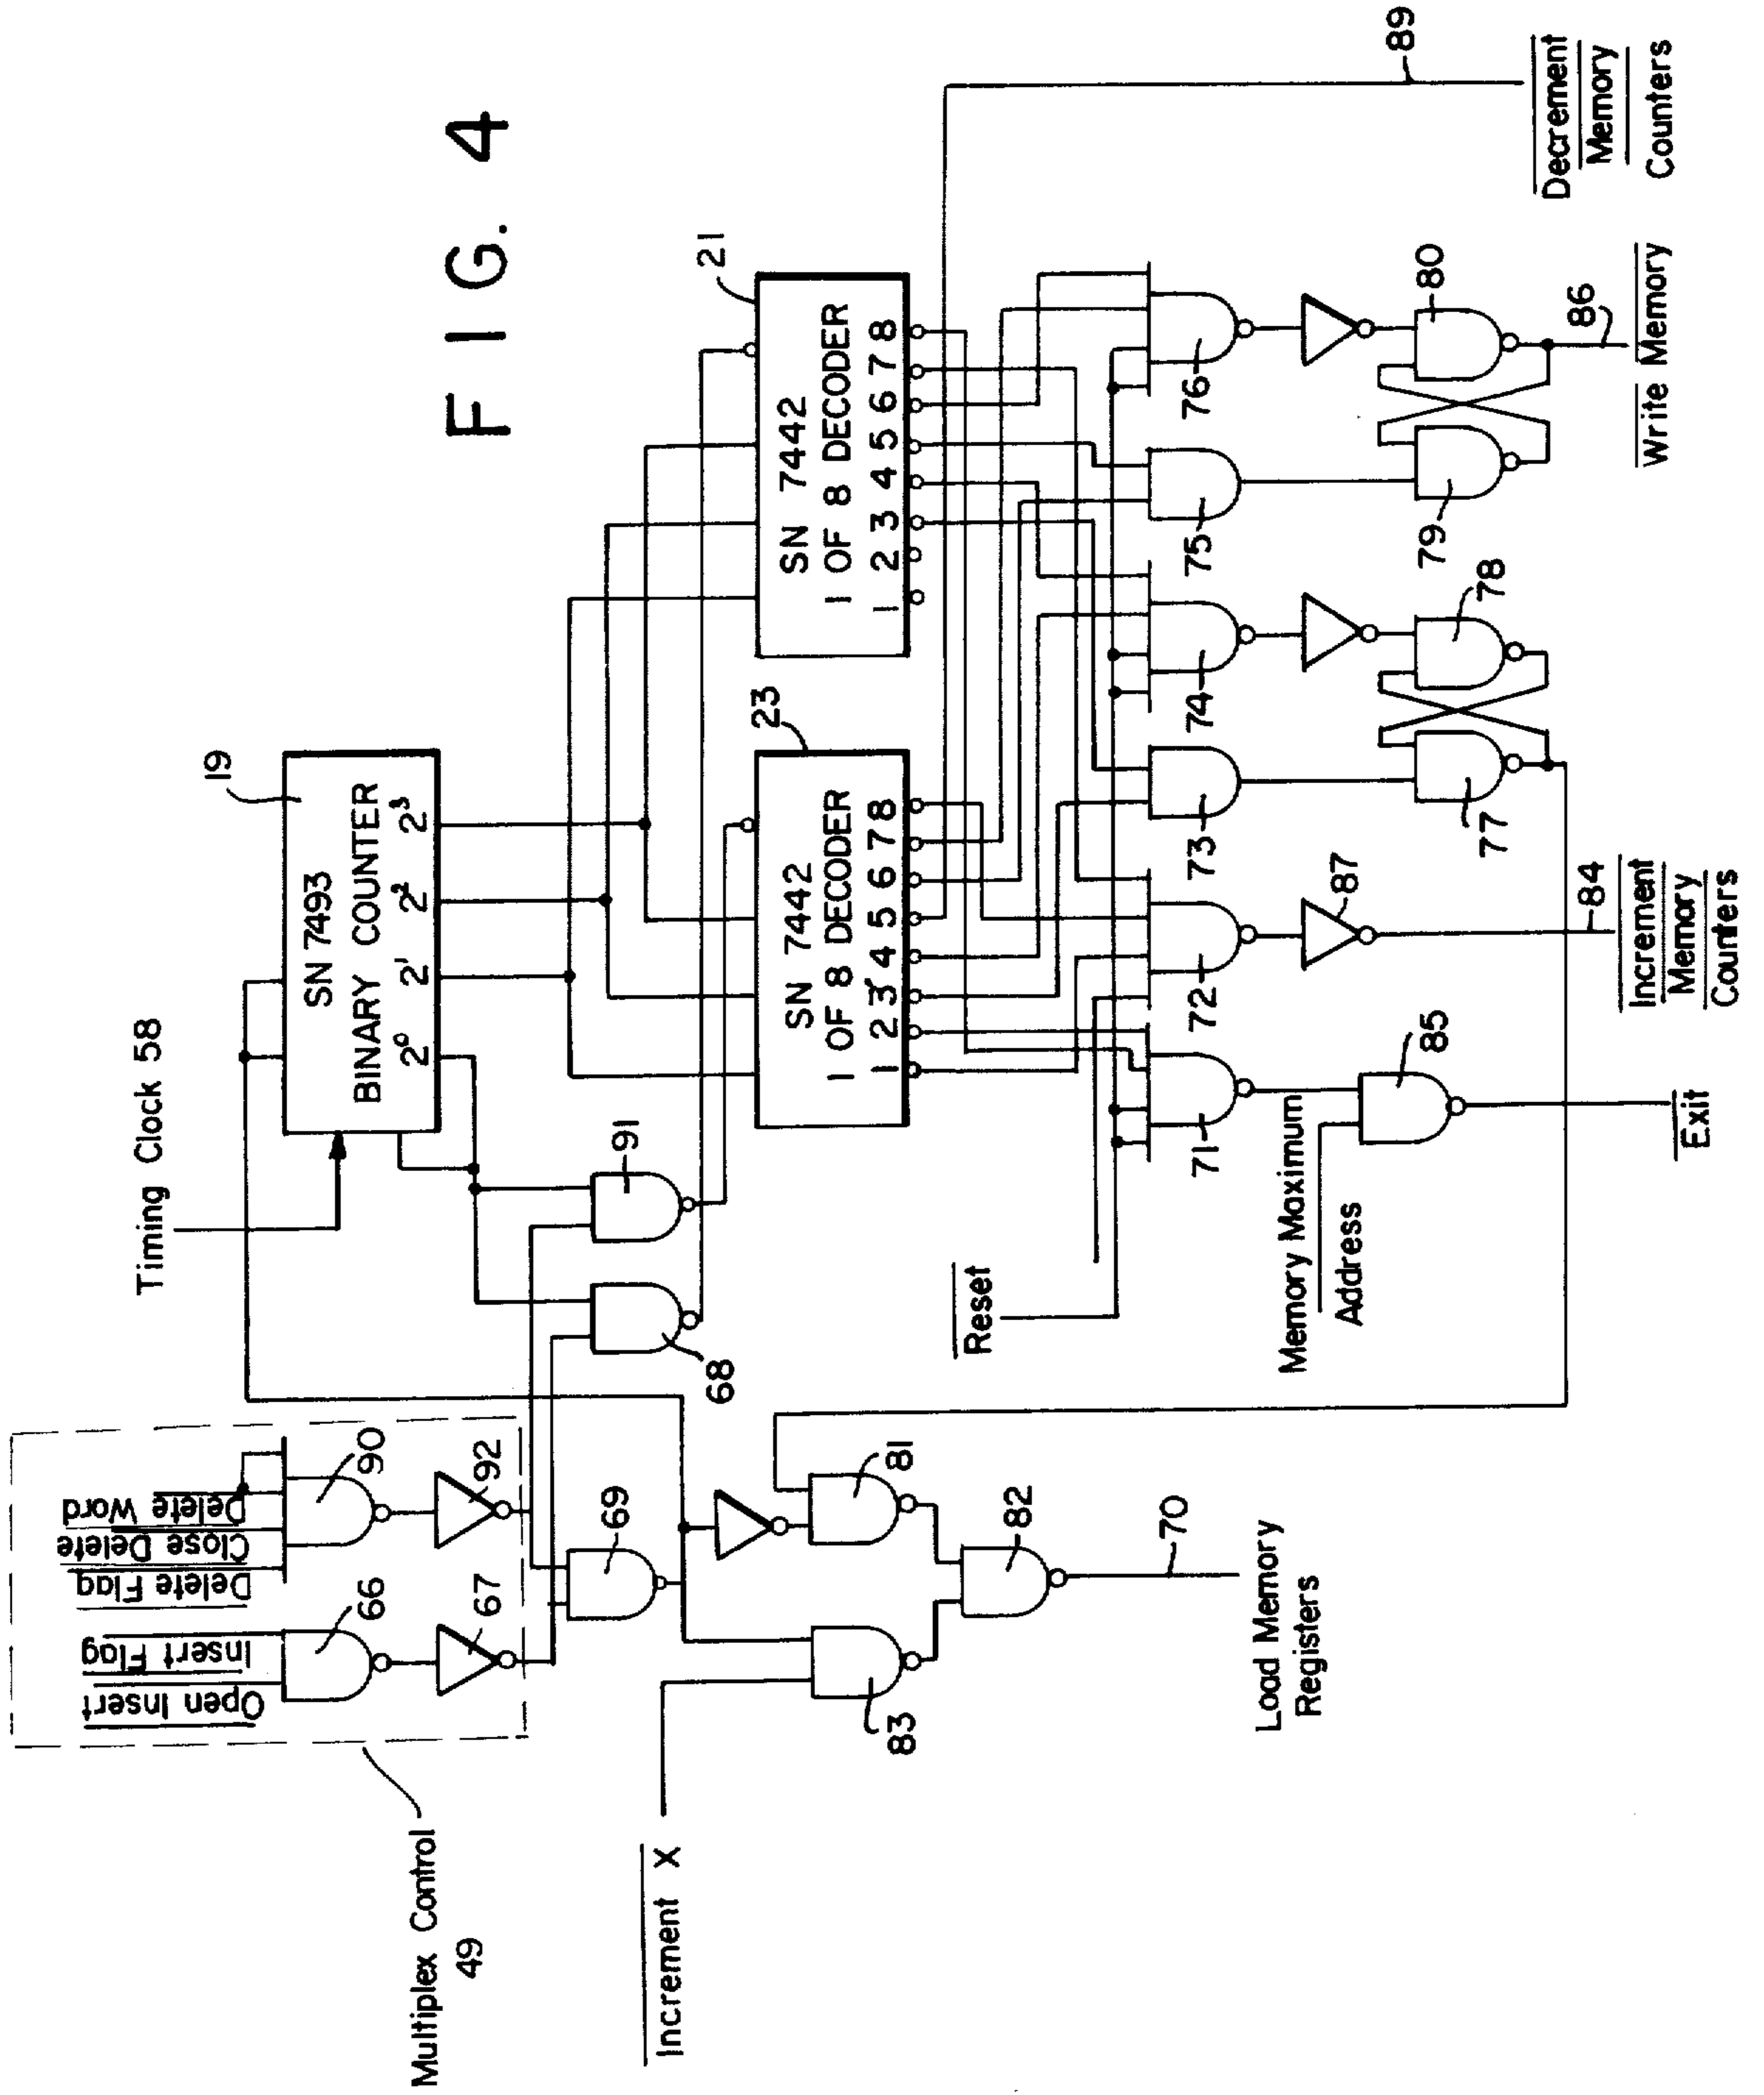 FIG. 4
Timing Clock 58
19
SN 7493
BINARY COUNTER
2⁰ 2¹ 2² 2³
Delete Word
Close Delete
Delete Flag
Insert Flag
Open Insert
90
92
66
67
Multiplex Control
49
69
91
68
23
SN 7442
1 OF 8 DECODER
1 2 3 4 5 6 7 8
21
SN 7442
1 OF 8 DECODER
1 2 3 4 5 6 7 8
Increment X
83
81
82
70
Load Memory
Registers
Reset
Memory Maximum
Address
71
72
73
74
75
76
85
87
77
78
79
80
Exit
84
Increment
Memory
Counters
86
Write Memory
89
Decrement
Memory
Counters